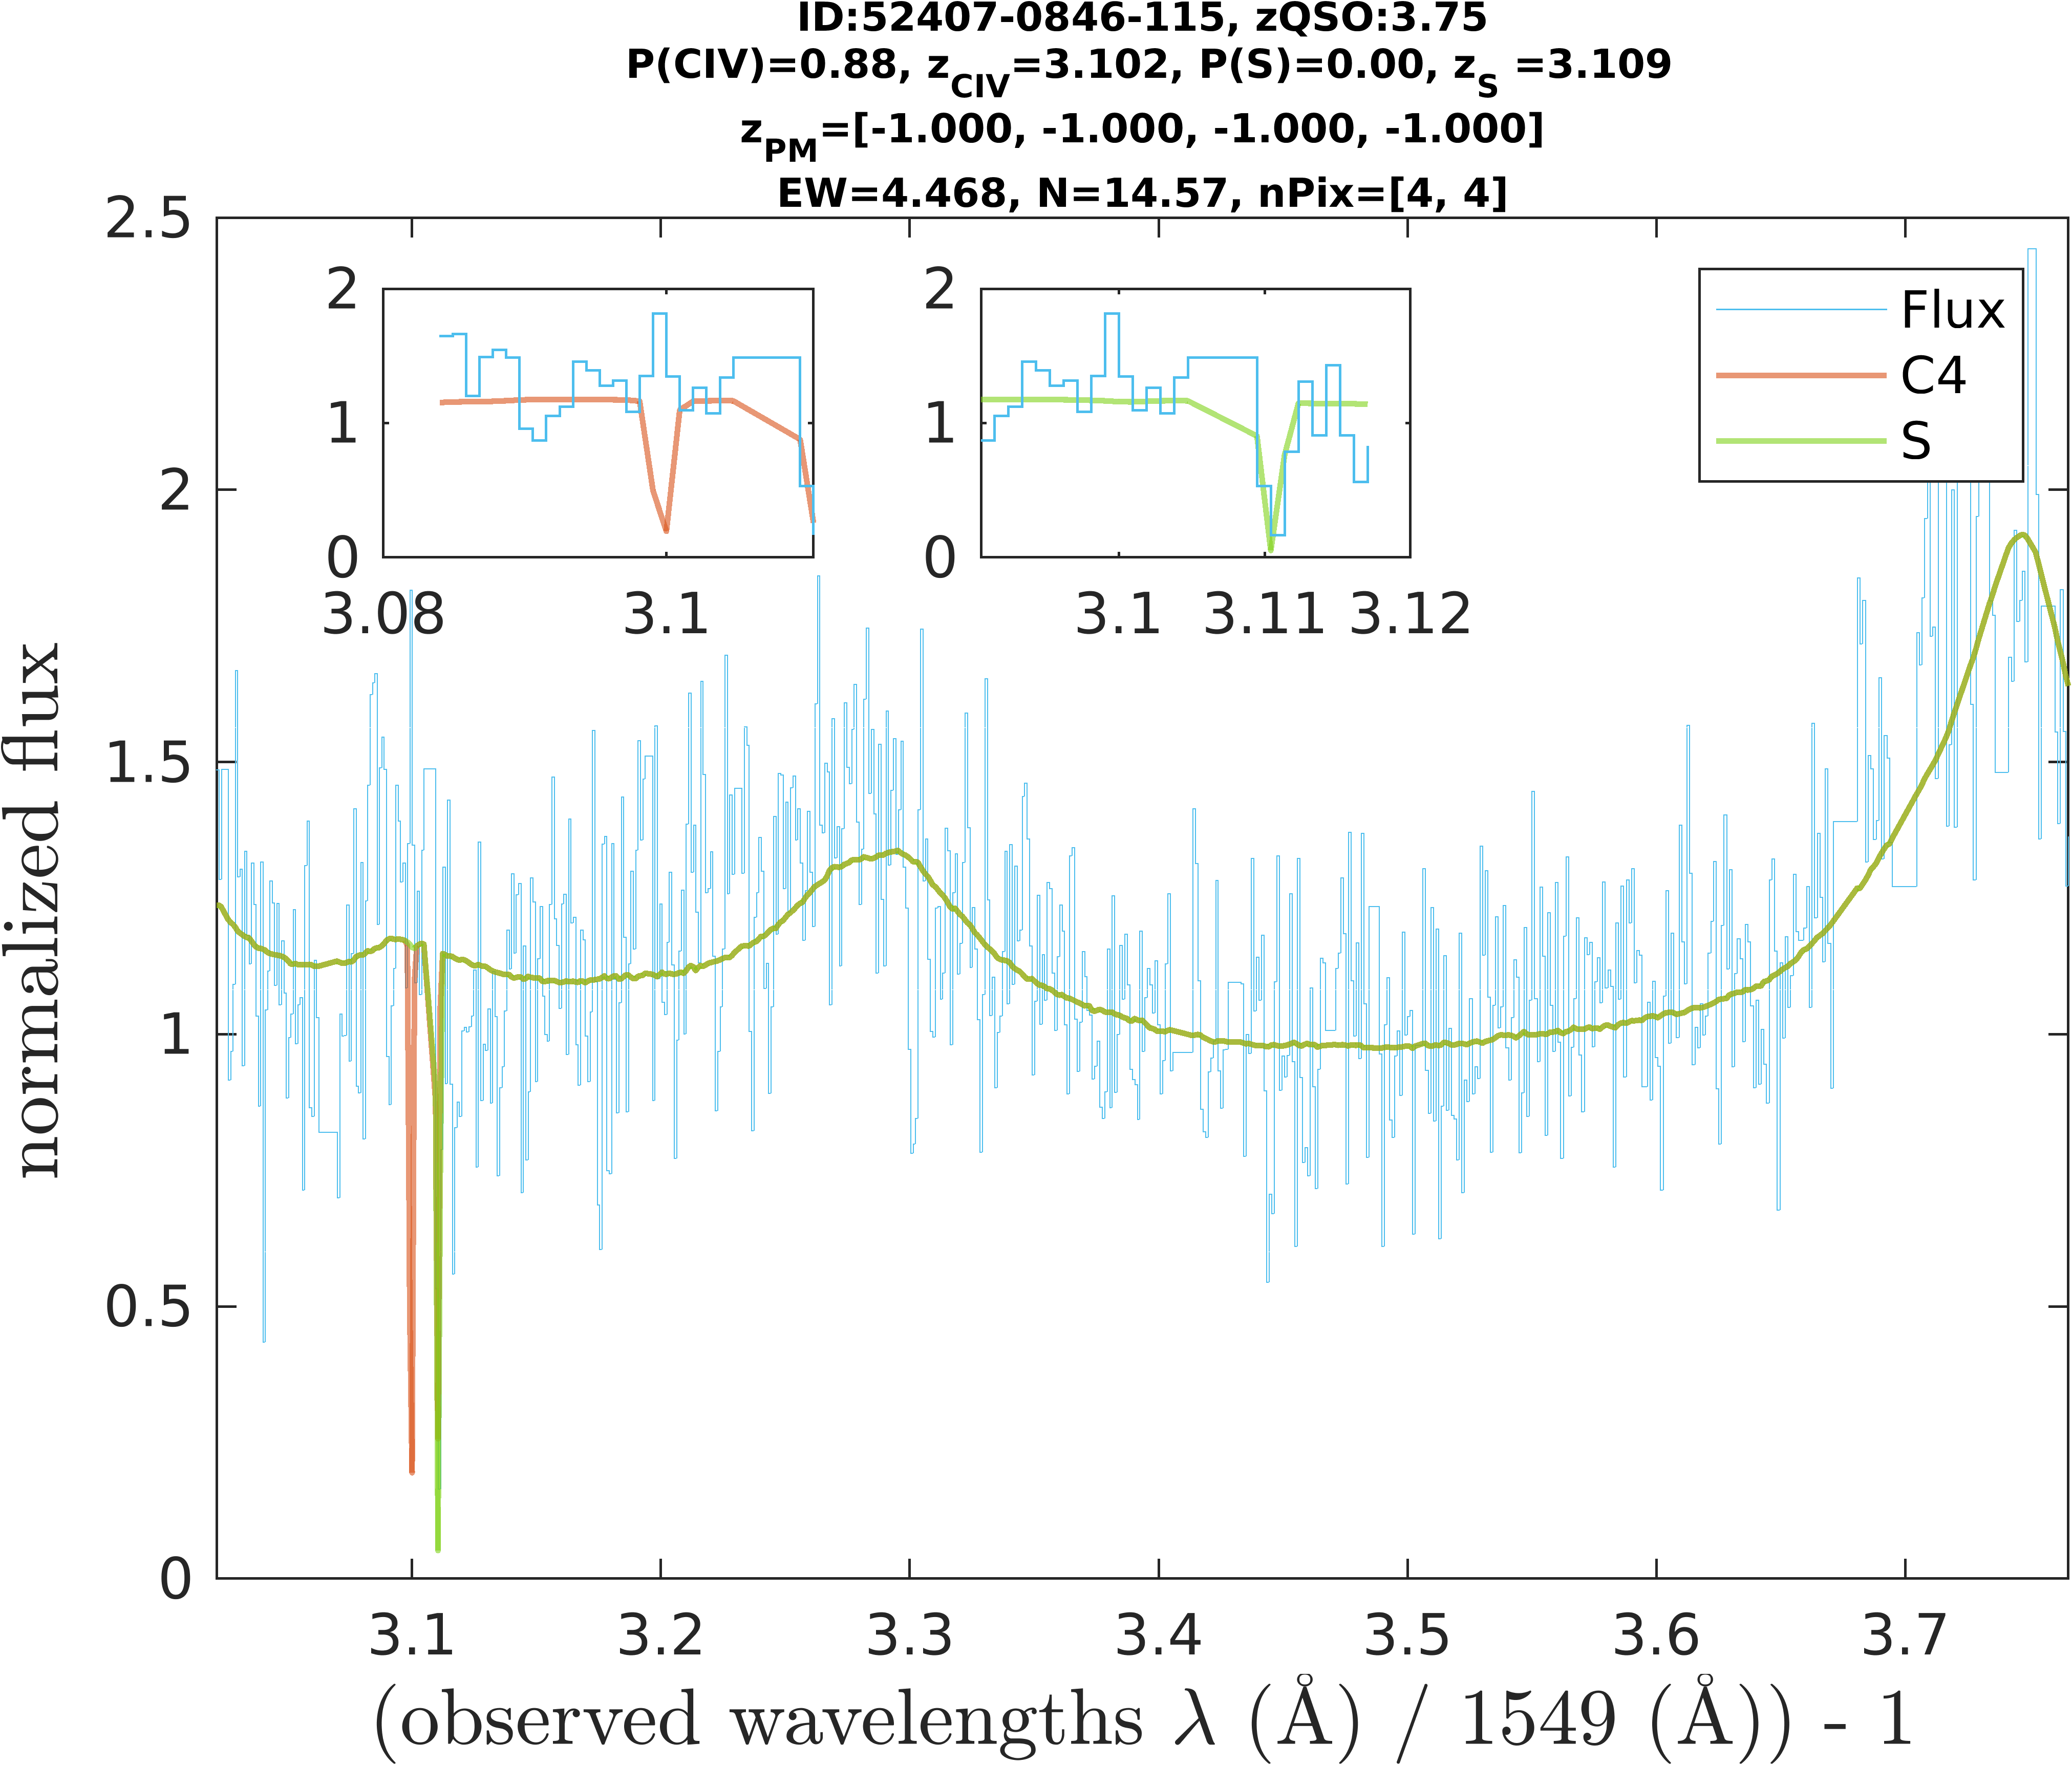 ID:52407-0846-115, zQSO:3.75
P(CIV)=0.88, zCIV=3.102, P(S)=0.00, zS =3.109
zPM=[-1.000, -1.000, -1.000, -1.000]
EW=4.468, N=14.57, nPix=[4, 4]
2.5
2
1.5
1
0.5
0
normalized flux
2
1
0
3.08
3.1
2
1
0
3.1
3.11
3.12
Flux
C4
S
3.1
3.2
3.3
3.4
3.5
3.6
3.7
(observed wavelengths λ (Å) / 1549 (Å)) - 1